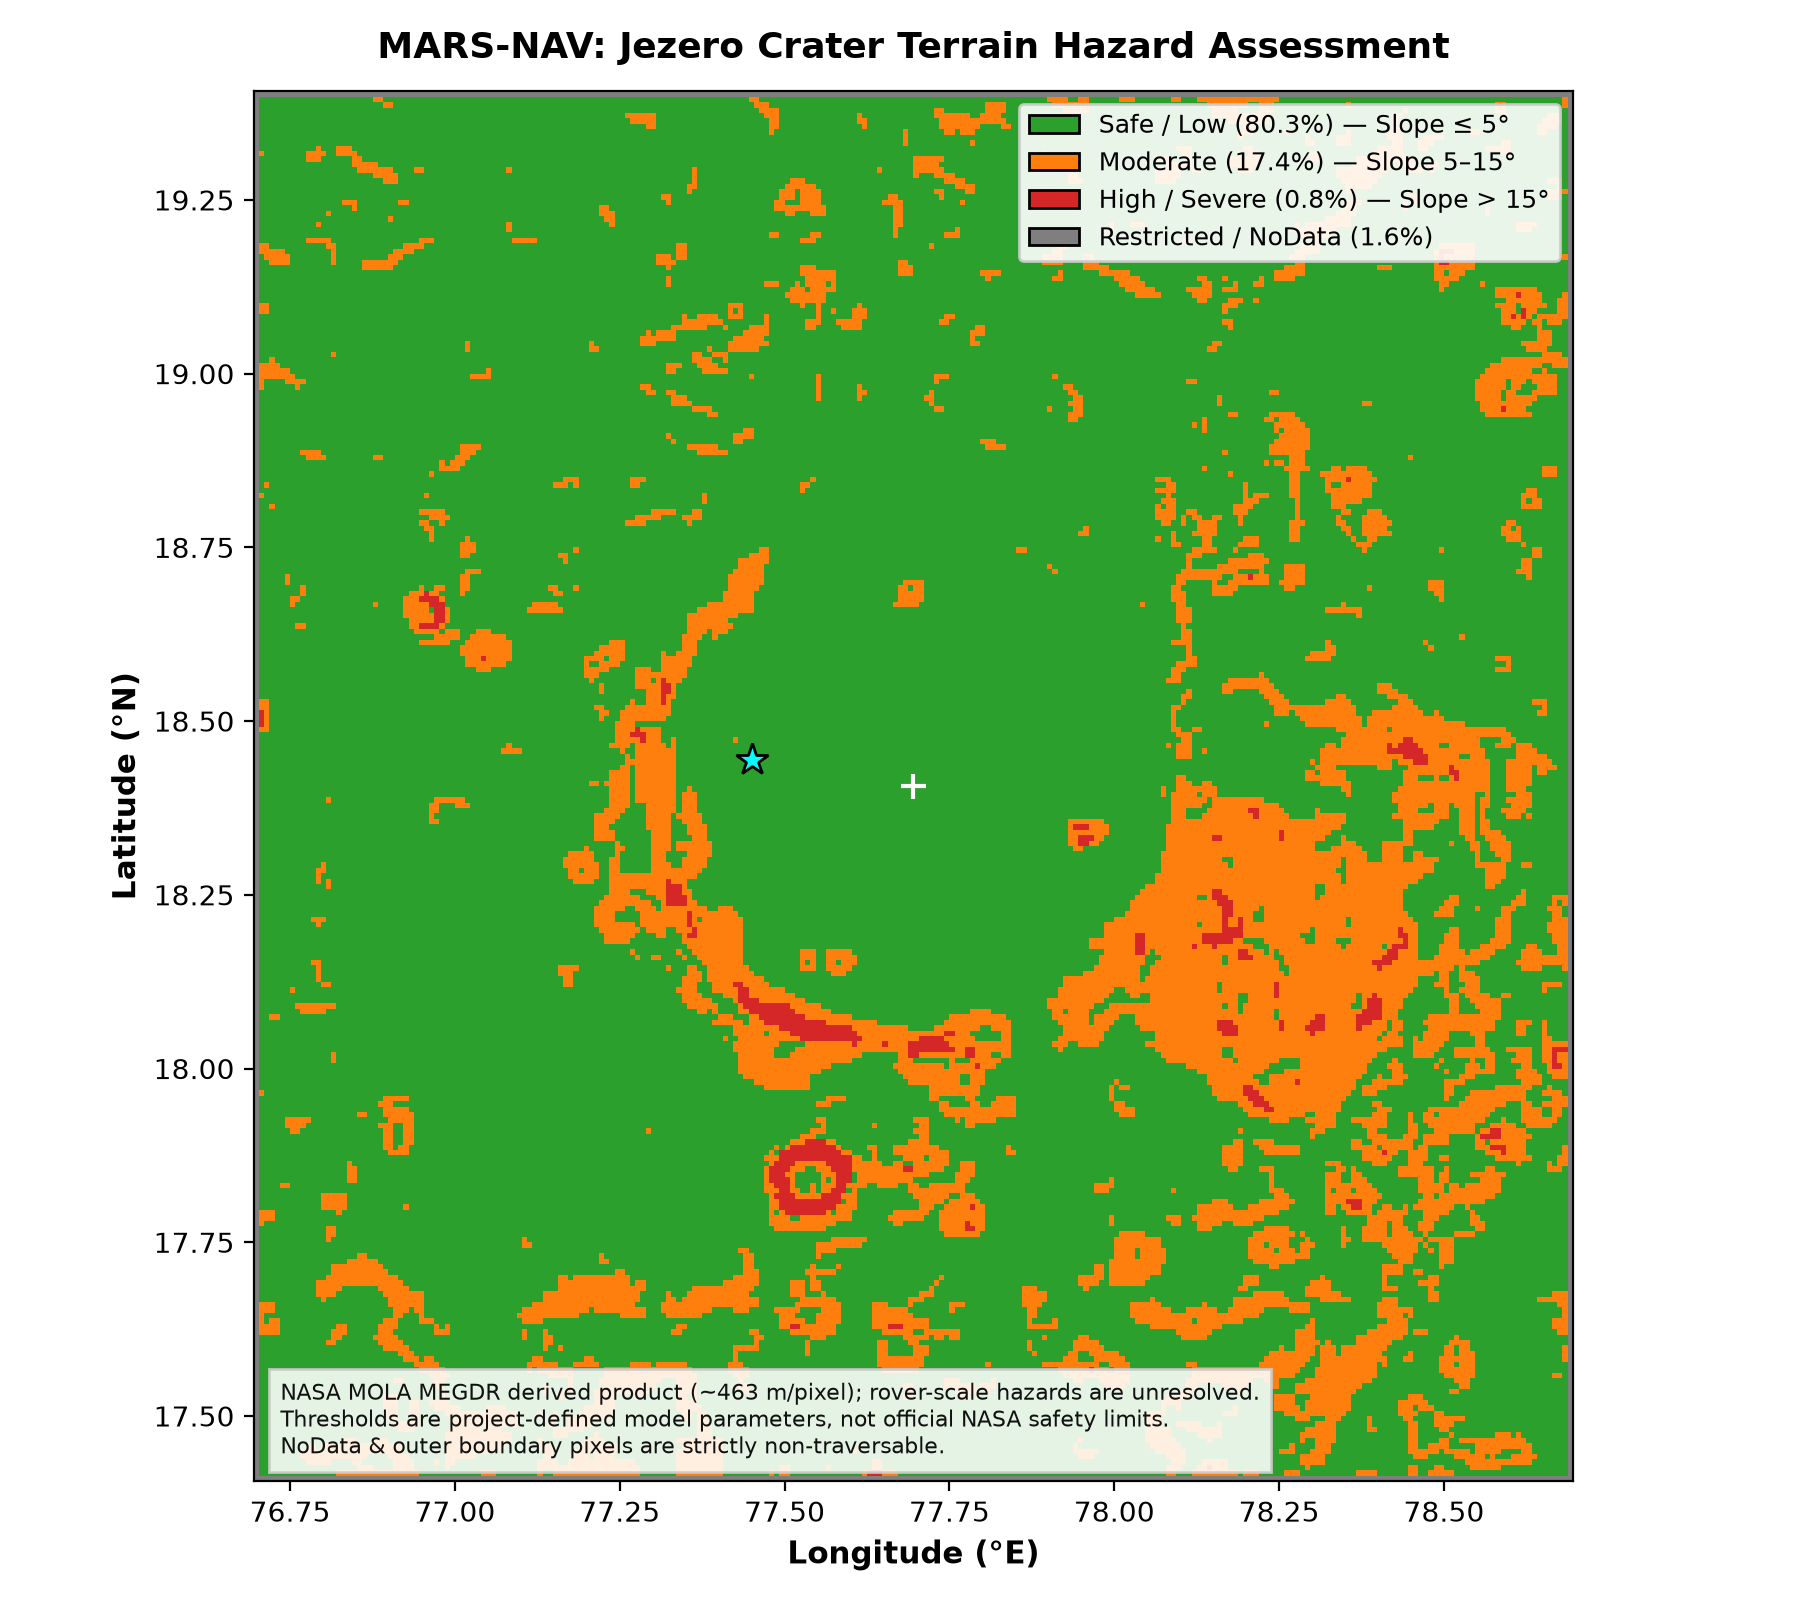 MARS-NAV: Jezero Crater Terrain Hazard Assessment
Safe / Low (80.3%) — Slope ≤ 5°
Moderate (17.4%) — Slope 5–15°
High / Severe (0.8%) — Slope > 15°
Restricted / NoData (1.6%)
Latitude (°N)
19.25
19.00
18.75
18.50
18.25
18.00
17.75
17.50
NASA MOLA MEGDR derived product (~463 m/pixel); rover-scale hazards are unresolved.
Thresholds are project-defined model parameters, not official NASA safety limits.
NoData & outer boundary pixels are strictly non-traversable.
76.75 77.00 77.25 77.50 77.75 78.00 78.25 78.50
Longitude (°E)